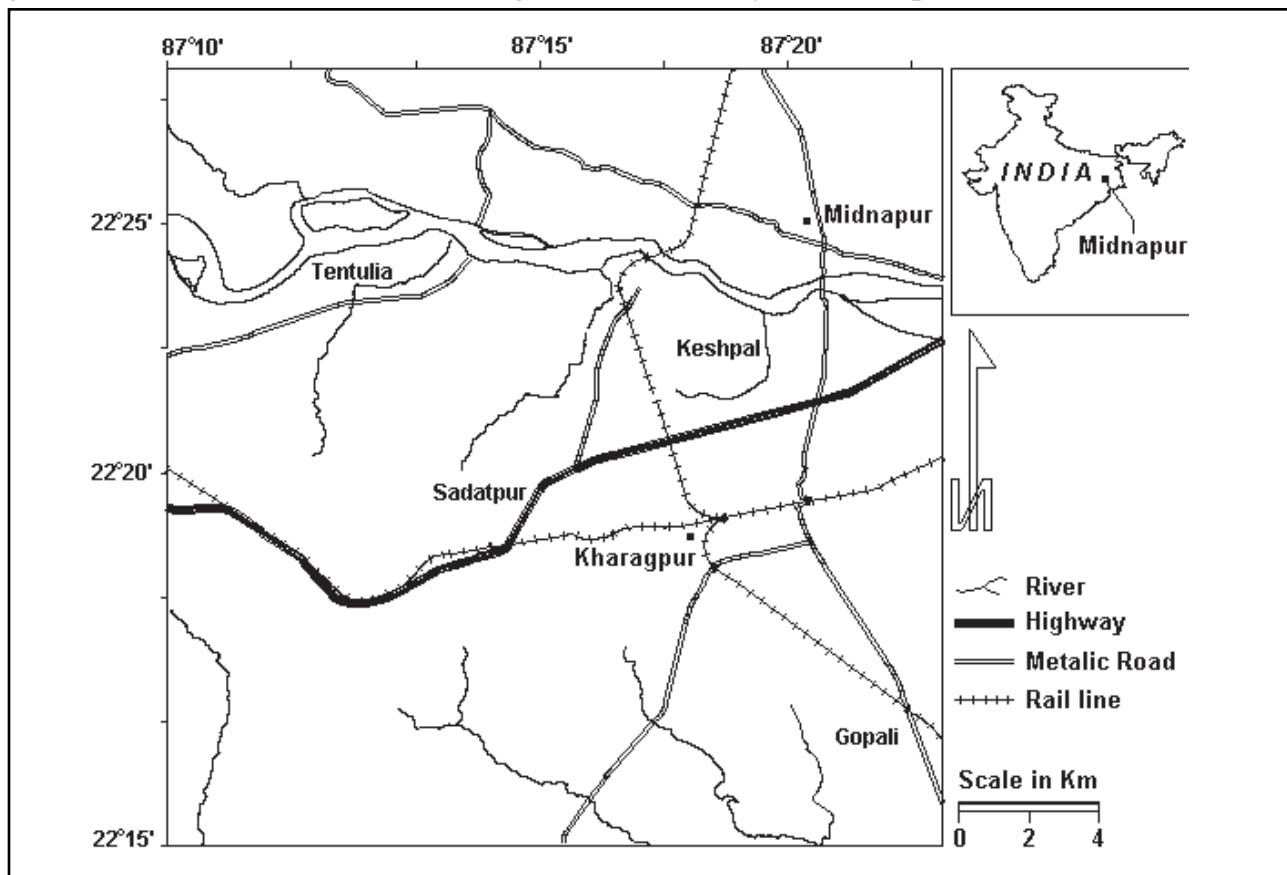 87°10'
87°15'
87°20'
INDIA
Midnapur
22°25'
Midnapur
Tentulia
Keshpal
22°20'
Sadatpur
Kharagpur
River
Highway
Metalic Road
Rail line
Gopali
Scale in Km
22°15'
0 2 4
N